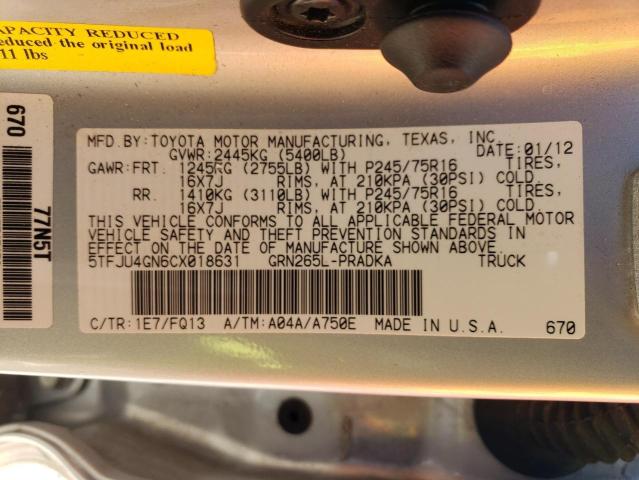 CAPACITY REDUCED
reduced the original load
11 lbs
670
77N5T
MFD.BY:TOYOTA MOTOR MANUFACTURING, TEXAS, INC.
GVWR:2445KG (5400LB) DATE:01/12
GAWR:FRT. 1245KG (2755LB) WITH P245/75R16 TIRES,
16X7J RIMS, AT 210KPA (30PSI) COLD
RR. 1410KG (3110LB) WITH P245/75R16 TIRES,
16X7J RIMS, AT 210KPA (30PSI) COLD
THIS VEHICLE CONFORMS TO ALL APPLICABLE FEDERAL MOTOR
VEHICLE SAFETY AND THEFT PREVENTION STANDARDS IN
EFFECT ON THE DATE OF MANUFACTURE SHOWN ABOVE.
5TFJU4GN6CX018631 GRN265L-PRADKA TRUCK
C/TR:1E7/FQ13 A/TM:A04A/A750E MADE IN U.S.A. 670